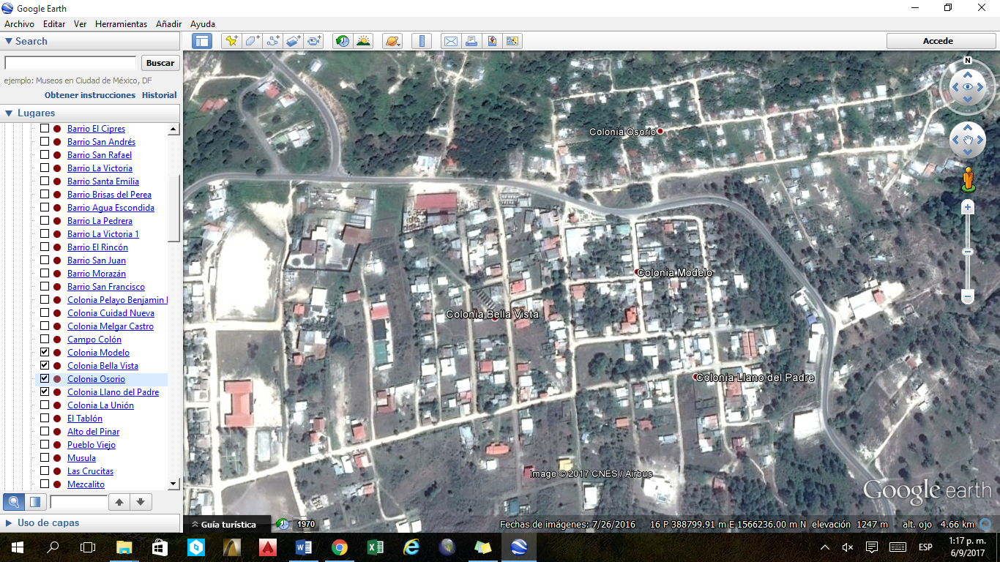 Google Earth
Archivo Editar Ver Herramientas Añadir Ayuda
Search
Buscar
ejemplo: Museos en Ciudad de México, DF
Obtener instrucciones Historial
Lugares
Barrio El Cipres
Barrio San Andrés
Barrio San Rafael
Barrio La Victoria
Barrio Santa Emilia
Barrio Brisas del Perea
Barrio Agua Escondida
Barrio La Pedrera
Barrio La Victoria 1
Barrio El Rincón
Barrio San Juan
Barrio Morazán
Barrio San Francisco
Colonia Pelayo Benjamin
Colonia Cuidad Nueva
Colonia Melgar Castro
Campo Colón
Colonia Modelo
Colonia Bella Vista
Colonia Osorio
Colonia Llano del Padre
Colonia La Unión
El Tablón
Alto del Pinar
Pueblo Viejo
Musula
Las Crucitas
Mezcalito
Uso de capas
Accede
N
Colonia Osorio
Colonia Modelo
Colonia Bella Vista
Colonia Llano del Padre
Image © 2017 CNES / Airbus
Google earth
Guía turística
1970
Fechas de imágenes: 7/26/2016 16 P 388799.91 m E 1566236.00 m N elevación 1247 m alt. ojo 4.66 km
ESP
1:17 p. m.
6/9/2017